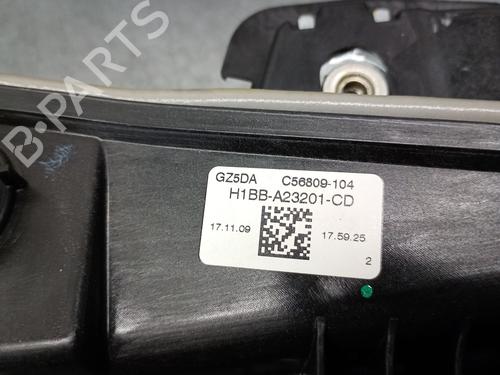 B-PARTS
GZ5DA C56809-104
H1BB-A23201-CD
17.11.09 17.59.25
2